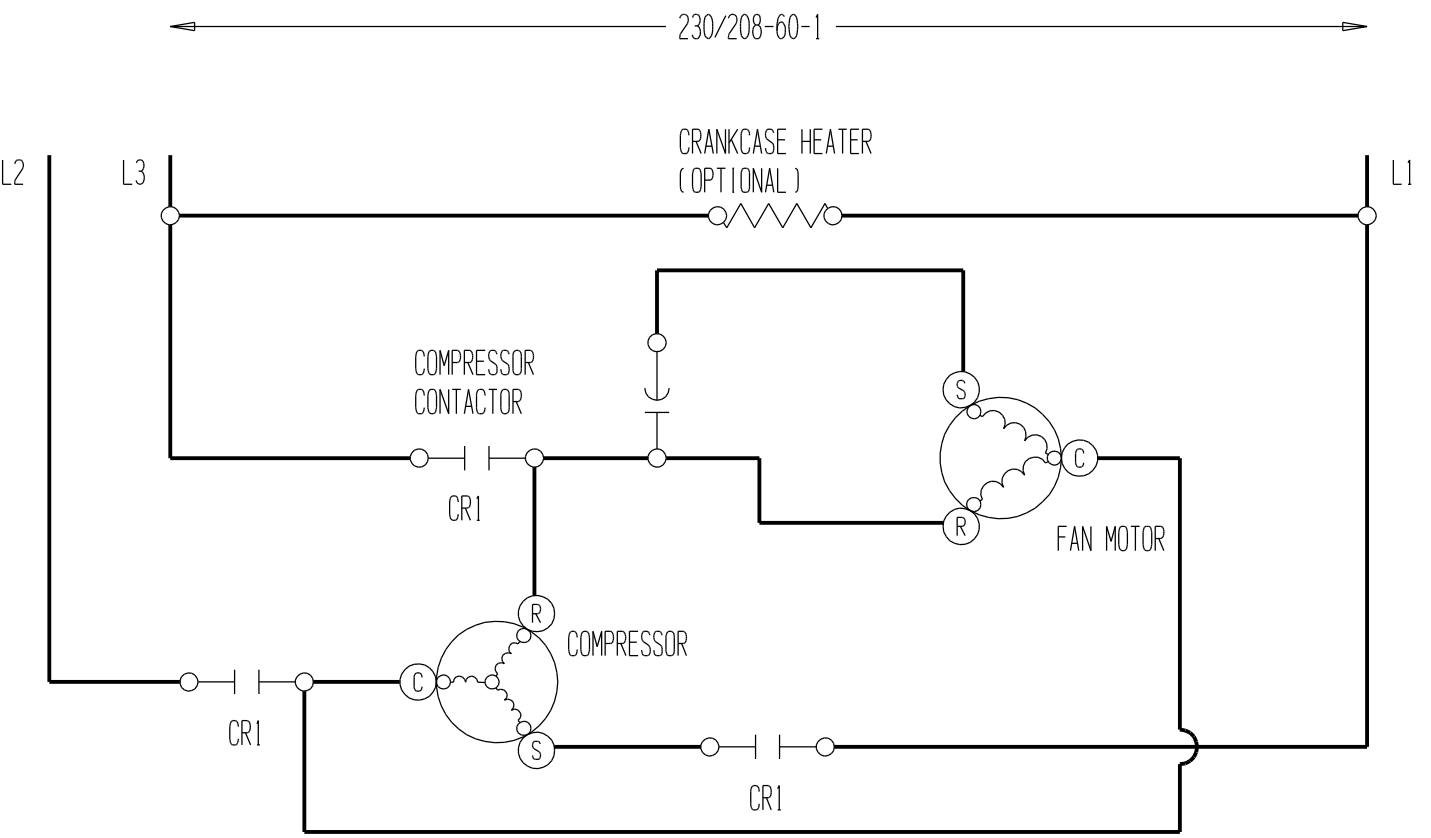 230/208-60-1
CRANKCASE HEATER
(OPTIONAL)
L2
L3
L1
COMPRESSOR
CONTACTOR
S
C
CR1
R
FAN MOTOR
R
COMPRESSOR
C
CR1
S
CR1